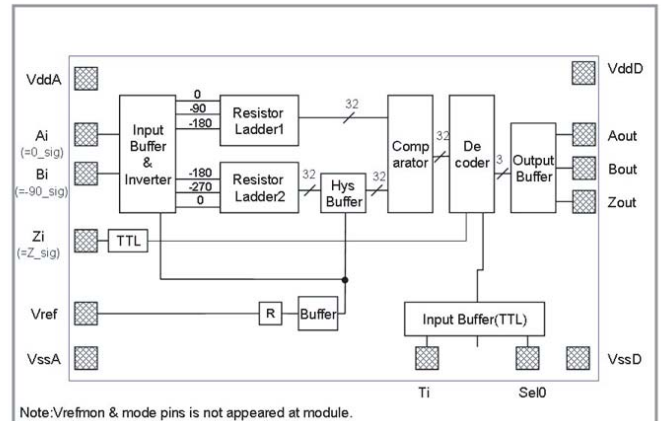 VddA
VddD
Ai
(=0_sig)
Bi
(=-90_sig)
Zi
(=Z_sig)
Vref
VssA
Input
Buffer
&
Inverter
0
-90
-180
-180
-270
0
Resistor
Ladder1
Resistor
Ladder2
32
32
Hys
Buffer
32
Comp
arator
32
De
coder
3
Output
Buffer
Aout
Bout
Zout
TTL
R
Buffer
Input Buffer(TTL)
Ti
Sel0
VssD
Note:Vrefmon & mode pins is not appeared at module.